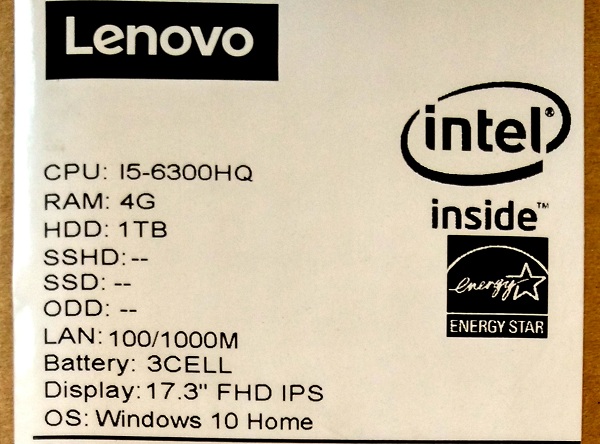 Lenovo
intel®
inside™
CPU: I5-6300HQ
RAM: 4G
HDD: 1TB
SSHD: --
SSD: --
ODD: --
LAN: 100/1000M
Battery: 3CELL
Display: 17.3" FHD IPS
OS: Windows 10 Home
energy
ENERGY STAR